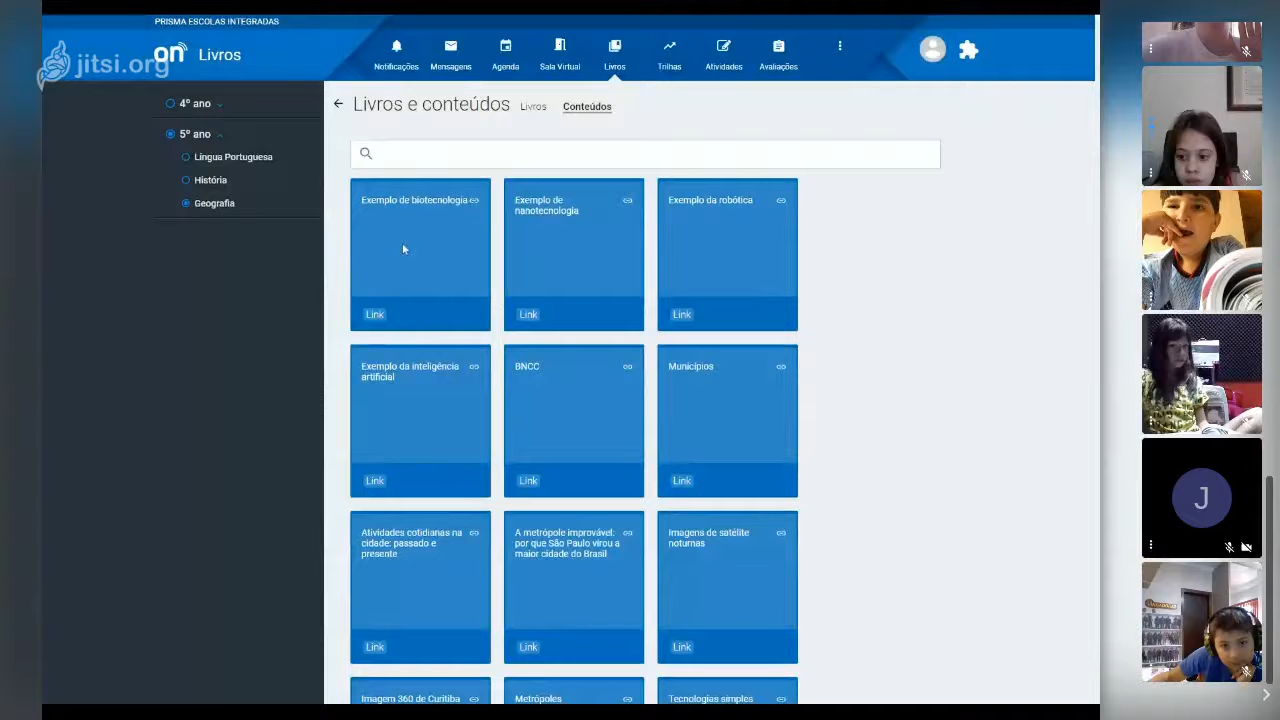 PRISMA ESCOLAS INTEGRADAS
jitsi.org
on Livros
Notificações
Mensagens
Agenda
Sala Virtual
Livros
Trilhas
Atividades
Avaliações
4º ano
5º ano
Língua Portuguesa
História
Geografia
Livros e conteúdos
Livros
Conteúdos
Exemplo de biotecnologia
Link
Exemplo de
nanotecnologia
Link
Exemplo da robótica
Link
Exemplo da inteligência
artificial
Link
BNCC
Link
Municípios
Link
Atividades cotidianas na
cidade: passado e
presente
Link
A metrópole improvável:
por que São Paulo virou a
maior cidade do Brasil
Link
Imagens de satélite
noturnas
Link
Imagem 360 de Curitiba
Metrópoles
Tecnologias simples
J